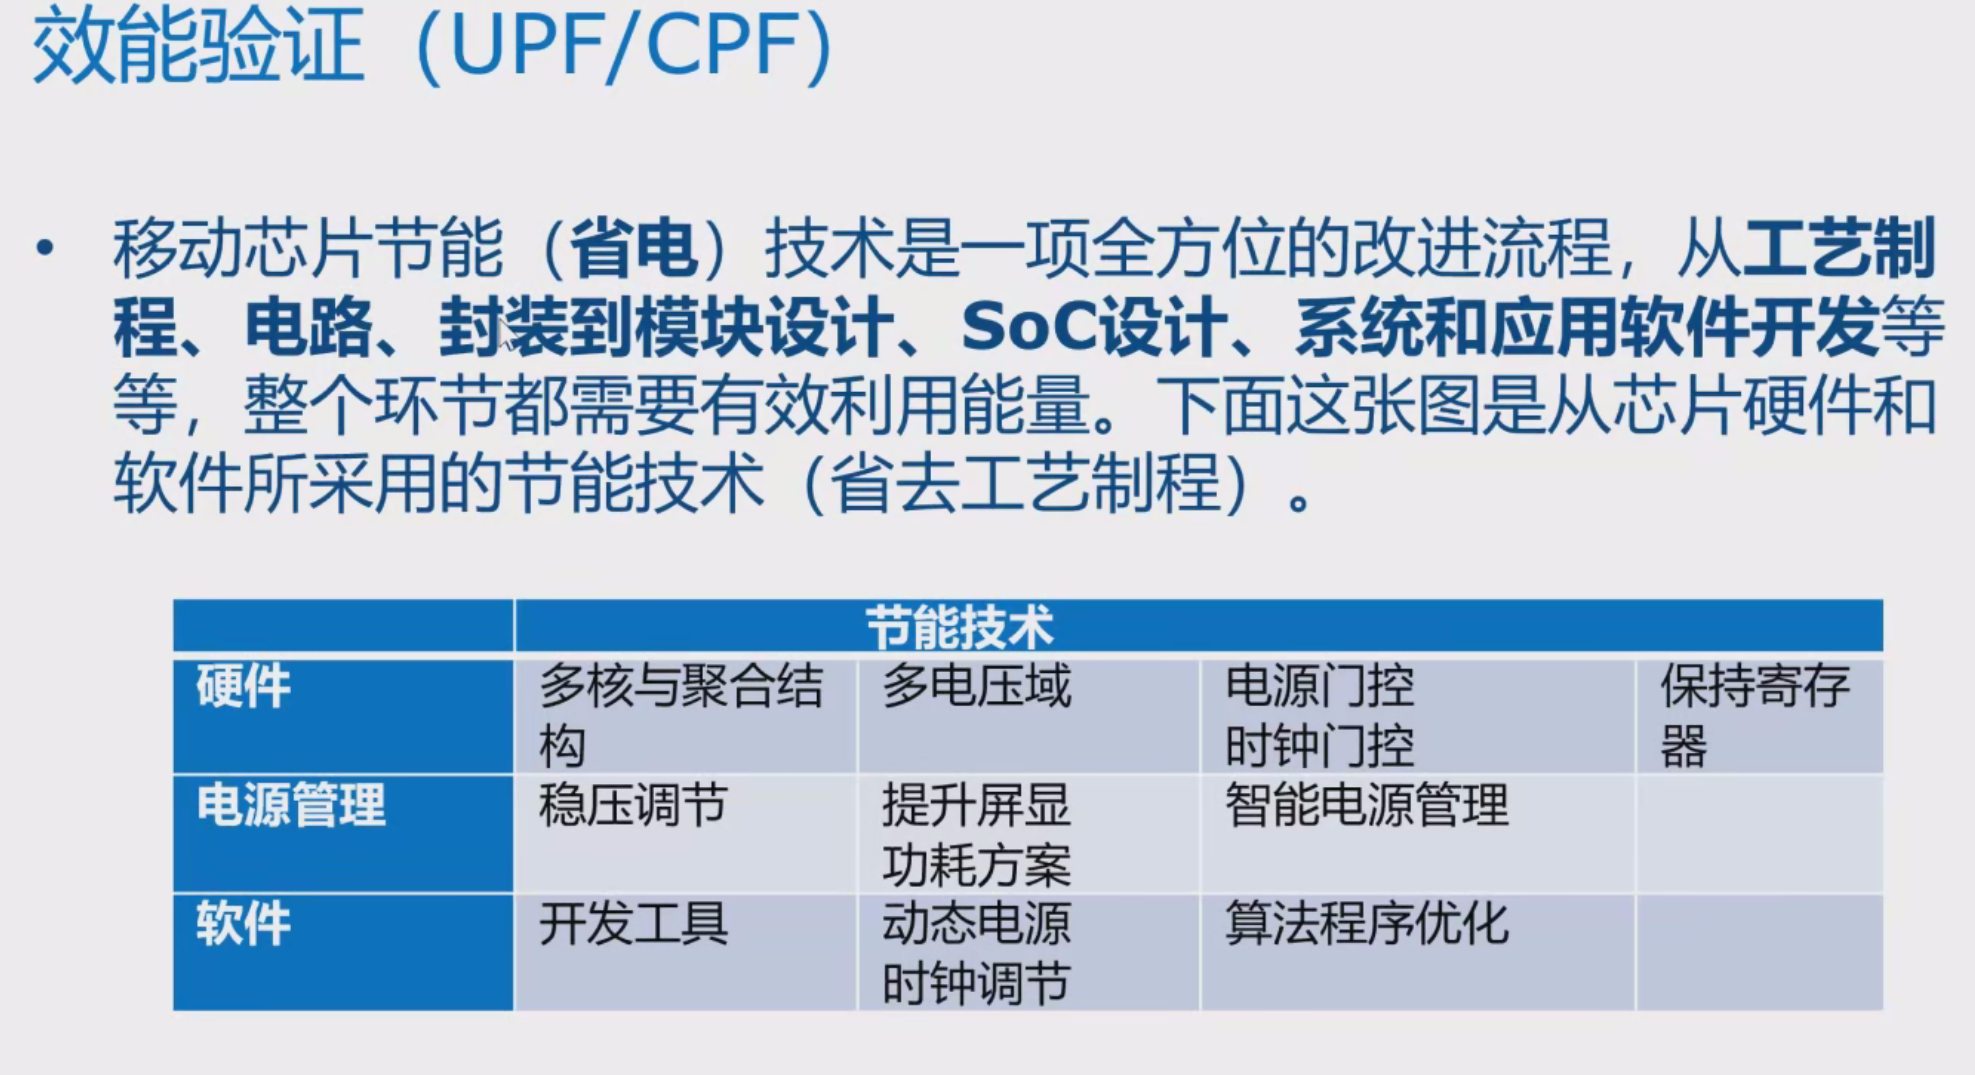 效能验证（UPF/CPF）
• 移动芯片节能（省电）技术是一项全方位的改进流程，从工艺制
程、电路、封装到模块设计、SoC设计、系统和应用软件开发等
等，整个环节都需要有效利用能量。下面这张图是从芯片硬件和
软件所采用的节能技术（省去工艺制程）。
节能技术
硬件 多核与聚合结 多电压域 电源门控 保持寄存
构 时钟门控 器
电源管理 稳压调节 提升屏显 智能电源管理
功耗方案
软件 开发工具 动态电源 算法程序优化
时钟调节